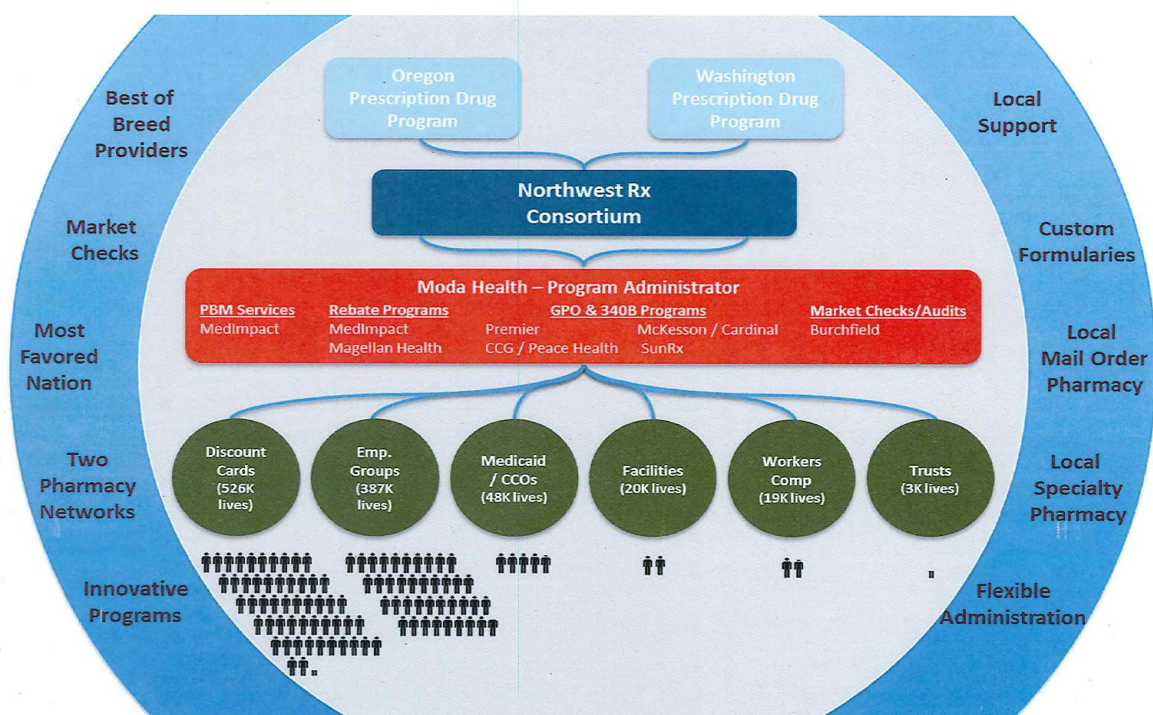 Oregon
Prescription Drug
Program
Washington
Prescription Drug
Program
Best of
Breed
Providers
Market
Checks
Most
Favored
Nation
Two
Pharmacy
Networks
Innovative
Programs
Northwest Rx
Consortium
Moda Health – Program Administrator
PBM Services
MedImpact
Rebate Programs
MedImpact
Magellan Health
GPO & 340B Programs
Premier
CCG / Peace Health
McKesson / Cardinal
SunRx
Market Checks/Audits
Burchfield
Discount
Cards
(526K
lives)
Emp.
Groups
(387K
lives)
Medicaid
/ CCOs
(48K lives)
Facilities
(20K lives)
Workers
Comp
(19K lives)
Trusts
(3K lives)
Local
Support
Custom
Formularies
Local
Mail Order
Pharmacy
Local
Specialty
Pharmacy
Flexible
Administration